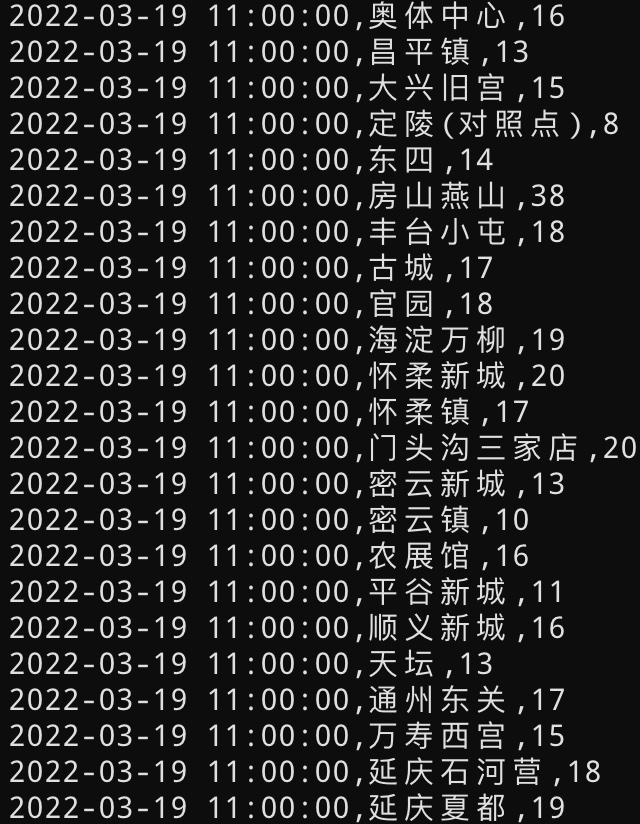 2022-03-19 11:00:00,奥体中心,16
2022-03-19 11:00:00,昌平镇,13
2022-03-19 11:00:00,大兴旧宫,15
2022-03-19 11:00:00,定陵(对照点),8
2022-03-19 11:00:00,东四,14
2022-03-19 11:00:00,房山燕山,38
2022-03-19 11:00:00,丰台小屯,18
2022-03-19 11:00:00,古城,17
2022-03-19 11:00:00,官园,18
2022-03-19 11:00:00,海淀万柳,19
2022-03-19 11:00:00,怀柔新城,20
2022-03-19 11:00:00,怀柔镇,17
2022-03-19 11:00:00,门头沟三家店,20
2022-03-19 11:00:00,密云新城,13
2022-03-19 11:00:00,密云镇,10
2022-03-19 11:00:00,农展馆,16
2022-03-19 11:00:00,平谷新城,11
2022-03-19 11:00:00,顺义新城,16
2022-03-19 11:00:00,天坛,13
2022-03-19 11:00:00,通州东关,17
2022-03-19 11:00:00,万寿西宫,15
2022-03-19 11:00:00,延庆石河营,18
2022-03-19 11:00:00,延庆夏都,19